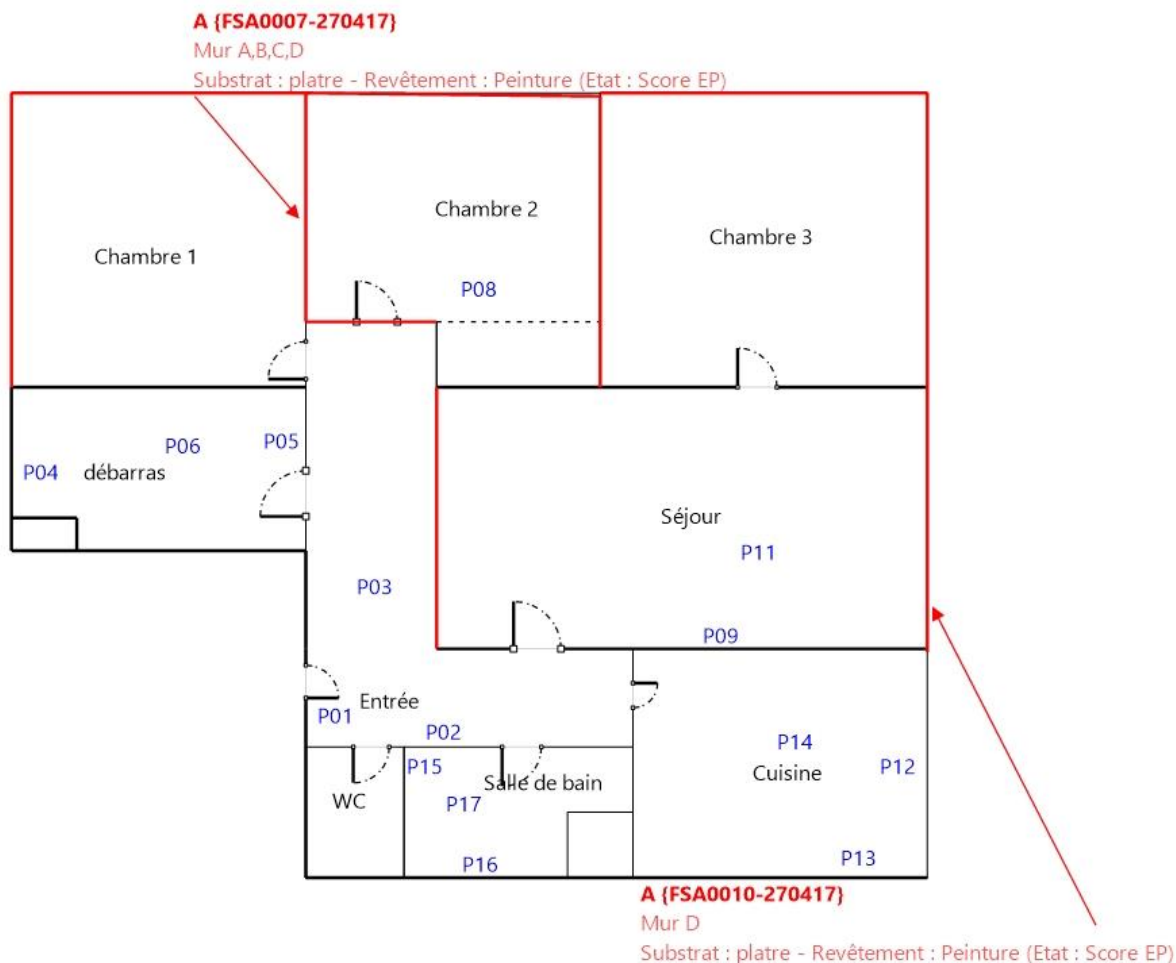 A {FSA0007-270417}
Mur A,B,C,D
Substrat : platre - Revêtement : Peinture (Etat : Score EP)
Chambre 2
Chambre 3
Chambre 1
P08
P06
P05
P04
débarras
Séjour
P11
P03
P09
Entrée
P01
P02
P14
P15
P12
Cuisine
Salle de bain
WC
P17
P13
P16
A {FSA0010-270417}
Mur D
Substrat : platre - Revêtement : Peinture (Etat : Score EP)